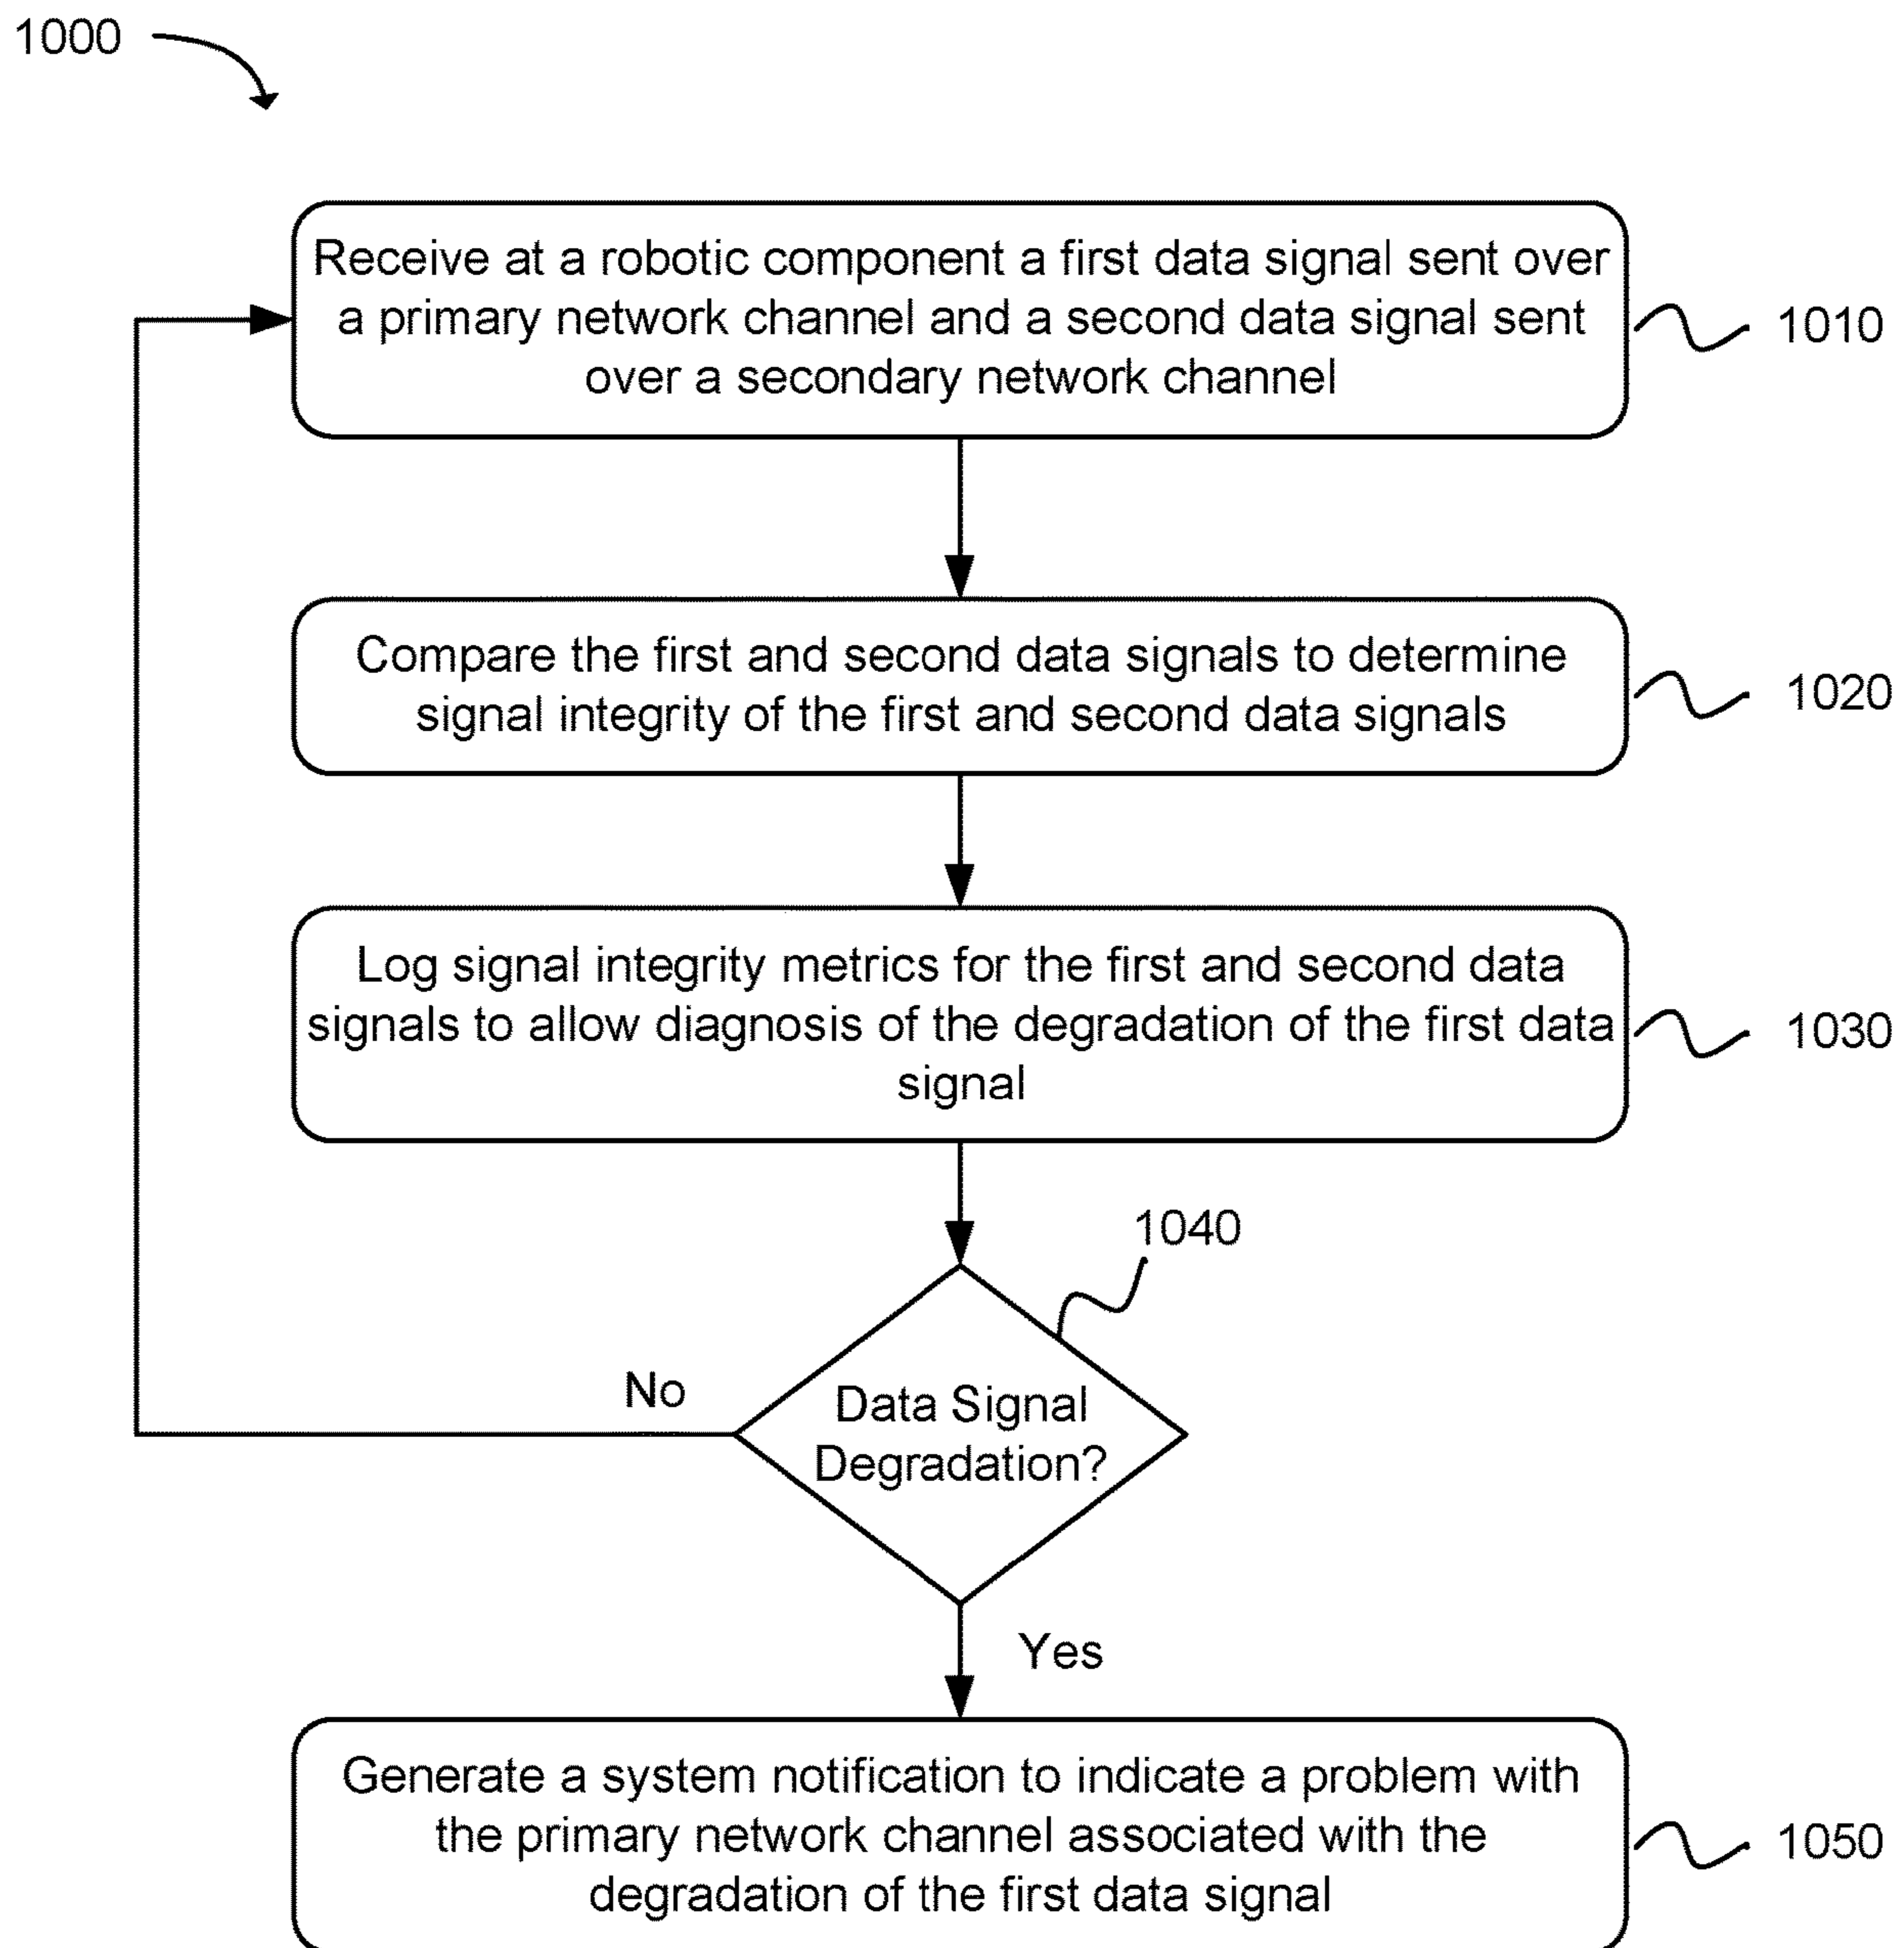 1000
Receive at a robotic component a first data signal sent over
a primary network channel and a second data signal sent
over a secondary network channel
1010
Compare the first and second data signals to determine
signal integrity of the first and second data signals
1020
Log signal integrity metrics for the first and second data
signals to allow diagnosis of the degradation of the first data
signal
1030
1040
Data Signal
Degradation?
No
Yes
Generate a system notification to indicate a problem with
the primary network channel associated with the
degradation of the first data signal
1050